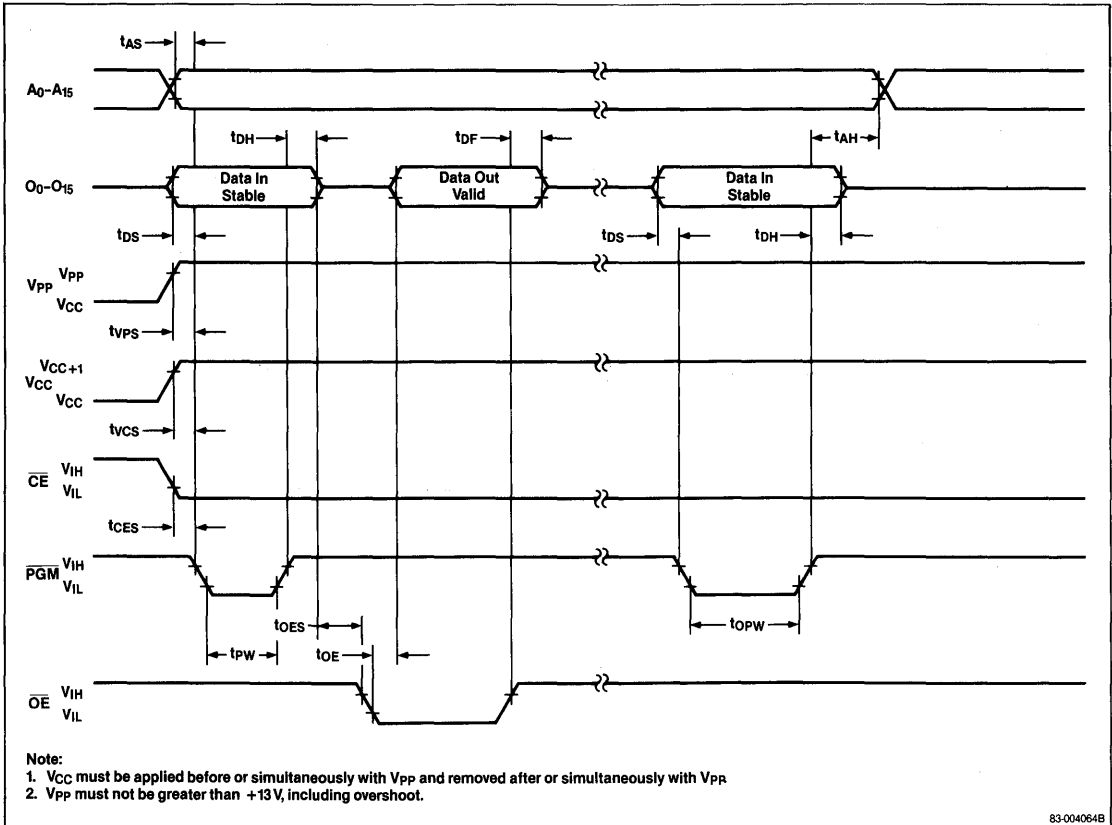 tAS
A0-A15
tDH
tDF
tAH
O0-O15
Data In
Stable
Data Out
Valid
Data In
Stable
tDS
tDS
tDH
VPP
VPP
VCC
tVPS
VCC+1
VCC
VCC
tVCS
CE
VIH
VIL
tCES
PGM
VIH
VIL
tOES
tOPW
tPW
tOE
OE
VIH
VIL
Note:
1. VCC must be applied before or simultaneously with VPP and removed after or simultaneously with VPP.
2. VPP must not be greater than +13 V, including overshoot.
83-004064B